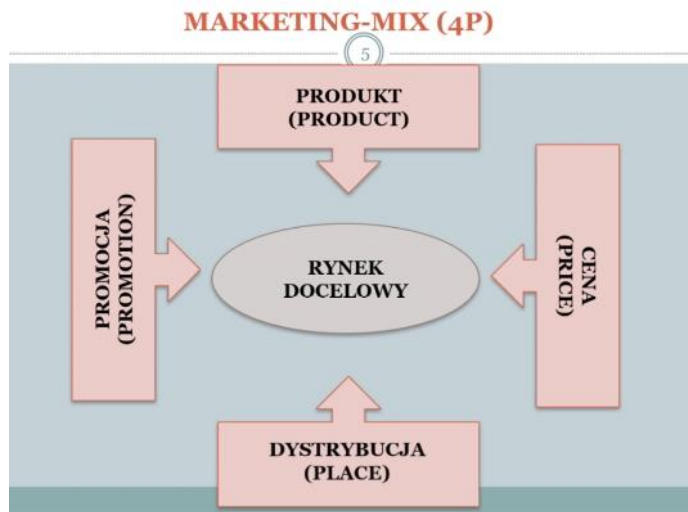 MARKETING-MIX (4P)
5
PRODUKT
(PRODUCT)
PROMOCJA
(PROMOTION)
RYNEK
DOCELOWY
CENA
(PRICE)
DYSTRYBUCJA
(PLACE)